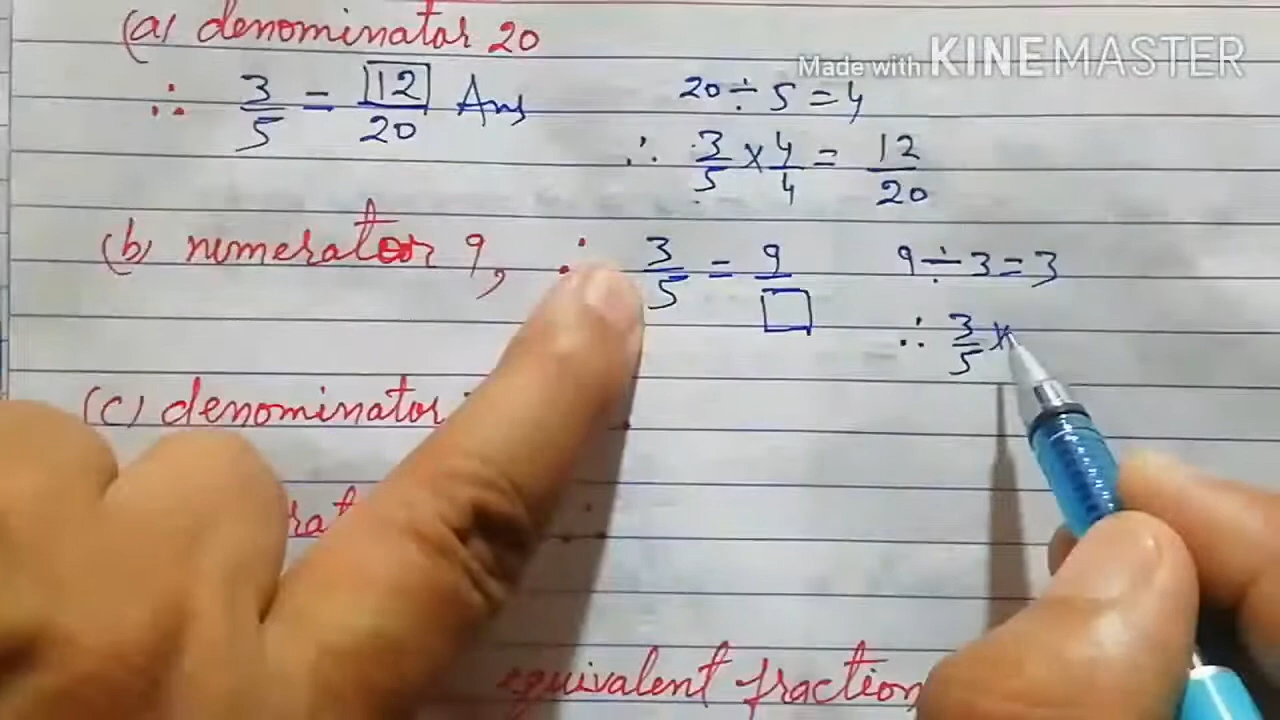 (a) denominator 20
Made with KINEMASTER
∴ 3/5 = 12/20 Ans
20 ÷ 5 = 4
∴ 3/5 × 4/4 = 12/20
(b) numerator 9, ∴ 3/5 = 9/□
9 ÷ 3 = 3
∴ 3/5 ×
(c) denominator
equivalent fraction